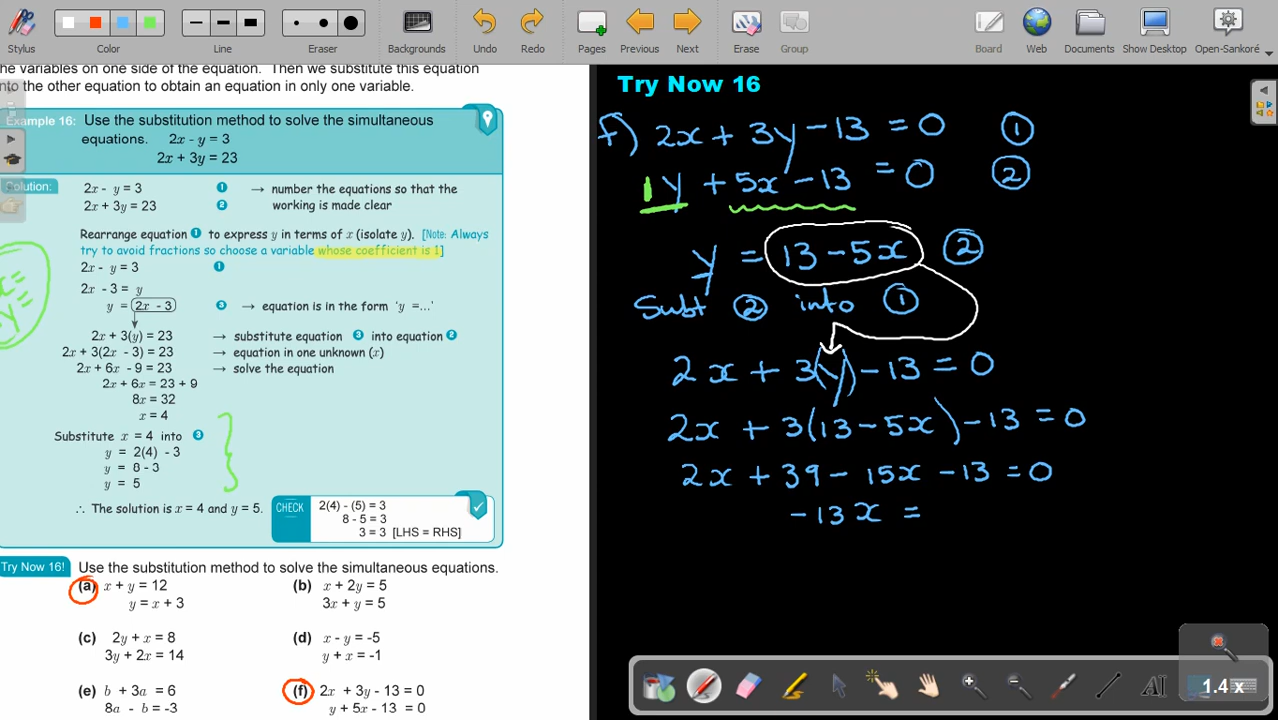 Stylus
Color
Line
Eraser
Backgrounds
Undo
Redo
Pages
Previous
Next
Erase
Group
Board
Web
Documents
Show Desktop
Open-Sankoré
he variables on one side of the equation. Then we substitute this equation
nto the other equation to obtain an equation in only one variable.
Example 16: Use the substitution method to solve the simultaneous
equations. 2x - y = 3
2x + 3y = 23
Solution:
2x - y = 3 1 → number the equations so that the
2x + 3y = 23 2 working is made clear
Rearrange equation 1 to express y in terms of x (isolate y). [Note: Always
try to avoid fractions so choose a variable whose coefficient is 1]
2x - y = 3 1
2x - 3 = y
y = 2x - 3 3 → equation is in the form 'y =...'
2x + 3(y) = 23 → substitute equation 3 into equation 2
2x + 3(2x - 3) = 23 → equation in one unknown (x)
2x + 6x - 9 = 23 → solve the equation
2x + 6x = 23 + 9
8x = 32
x = 4
Substitute x = 4 into 3
y = 2(4) - 3
y = 8 - 3
y = 5
∴ The solution is x = 4 and y = 5.
CHECK
2(4) - (5) = 3
8 - 5 = 3
3 = 3 [LHS = RHS]
x =
y =
Try Now 16! Use the substitution method to solve the simultaneous equations.
(a) x + y = 12
y = x + 3
(b) x + 2y = 5
3x + y = 5
(c) 2y + x = 8
3y + 2x = 14
(d) x - y = -5
y + x = -1
(e) b + 3a = 6
8a - b = -3
(f) 2x + 3y - 13 = 0
y + 5x - 13 = 0
Try Now 16
f) 2x + 3y - 13 = 0 ①
1y + 5x - 13 = 0 ②
y = 13 - 5x ②
Subt ② into ①
2x + 3(y) - 13 = 0
2x + 3(13 - 5x) - 13 = 0
2x + 39 - 15x - 13 = 0
-13x =
1.4 x